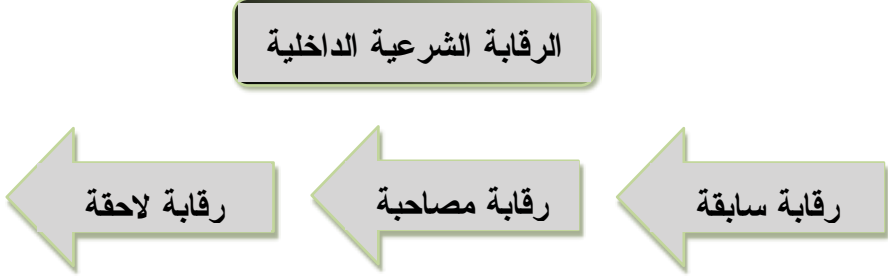 الرقابة الشرعية الداخلية
رقابة سابقة
رقابة مصاحبة
رقابة لاحقة